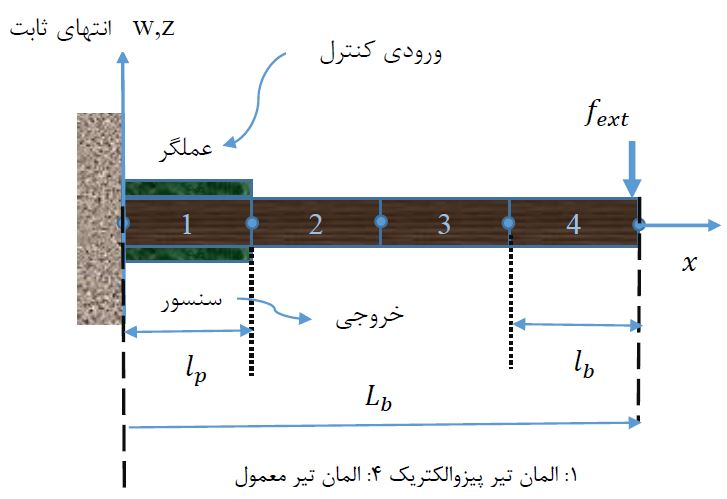 انتهای ثابت w,z
ورودی کنترل
عملگر
f_ext
1 2 3 4
x
سنسور
خروجی
l_p
l_b
L_b
۱: المان تیر پیزوالکتریک ۴: المان تیر معمول